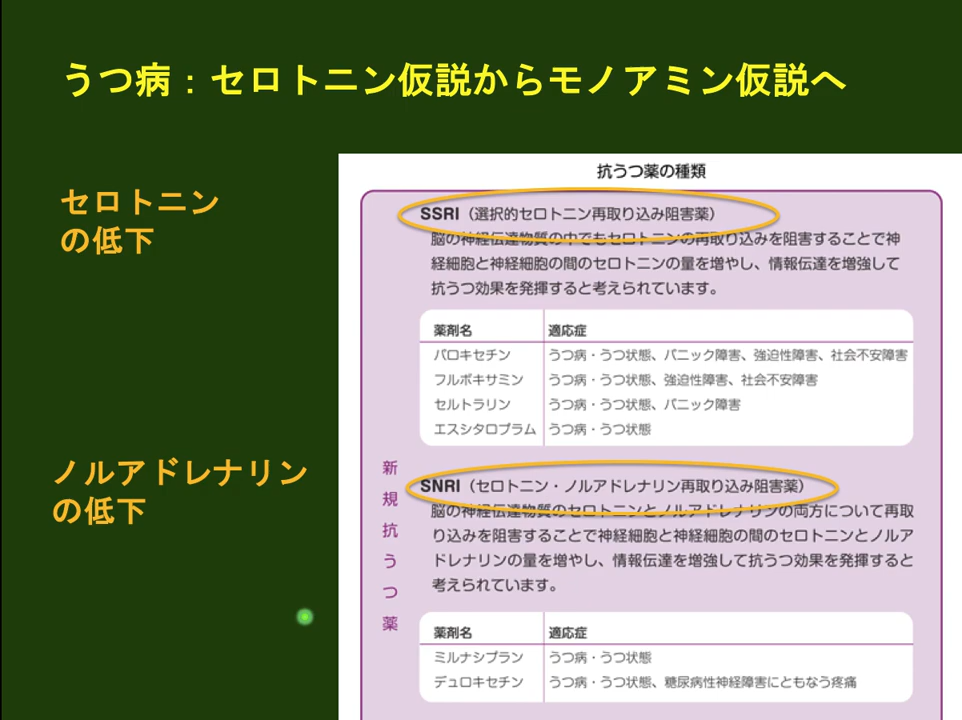 うつ病：セロトニン仮説からモノアミン仮説へ
セロトニン
の低下
ノルアドレナリン
の低下
抗うつ薬の種類
新規抗うつ薬
SSRI（選択的セロトニン再取り込み阻害薬）
脳の神経伝達物質の中でもセロトニンの再取り込みを阻害することで神
経細胞と神経細胞の間のセロトニンの量を増やし、情報伝達を増強して
抗うつ効果を発揮すると考えられています。
薬剤名 適応症
パロキセチン うつ病・うつ状態、パニック障害、強迫性障害、社会不安障害
フルボキサミン うつ病・うつ状態、強迫性障害、社会不安障害
セルトラリン うつ病・うつ状態、パニック障害
エスシタロプラム うつ病・うつ状態
SNRI（セロトニン・ノルアドレナリン再取り込み阻害薬）
脳の神経伝達物質のセロトニンとノルアドレナリンの両方について再取
り込みを阻害することで神経細胞と神経細胞の間のセロトニンとノルア
ドレナリンの量を増やし、情報伝達を増強して抗うつ効果を発揮すると
考えられています。
薬剤名 適応症
ミルナシプラン うつ病・うつ状態
デュロキセチン うつ病・うつ状態、糖尿病性神経障害にともなう疼痛